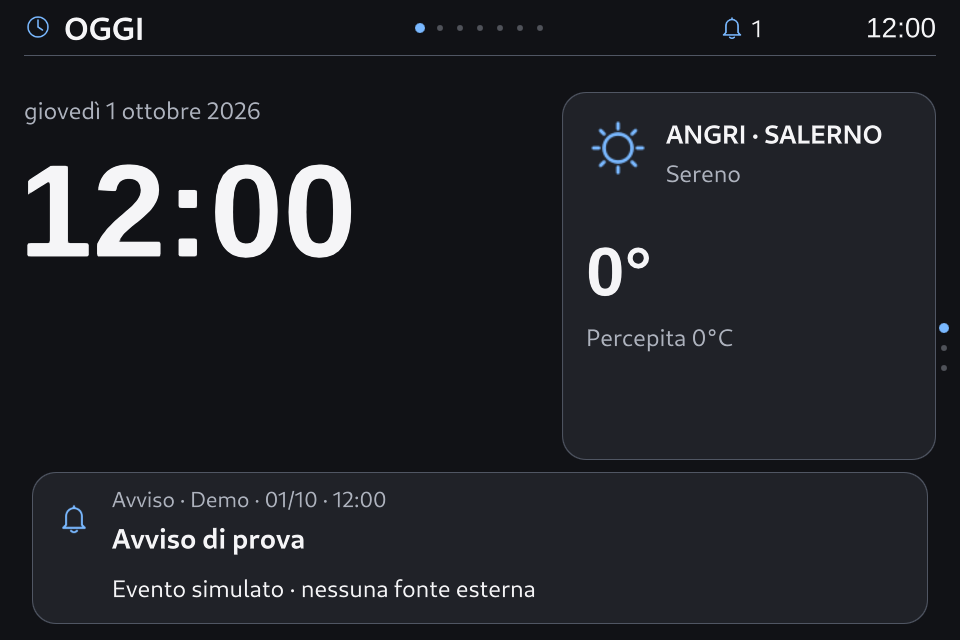 OGGI
1
12:00
giovedì 1 ottobre 2026
12:00
ANGRI · SALERNO
Sereno
0°
Percepita 0°C
Avviso · Demo · 01/10 · 12:00
Avviso di prova
Evento simulato · nessuna fonte esterna